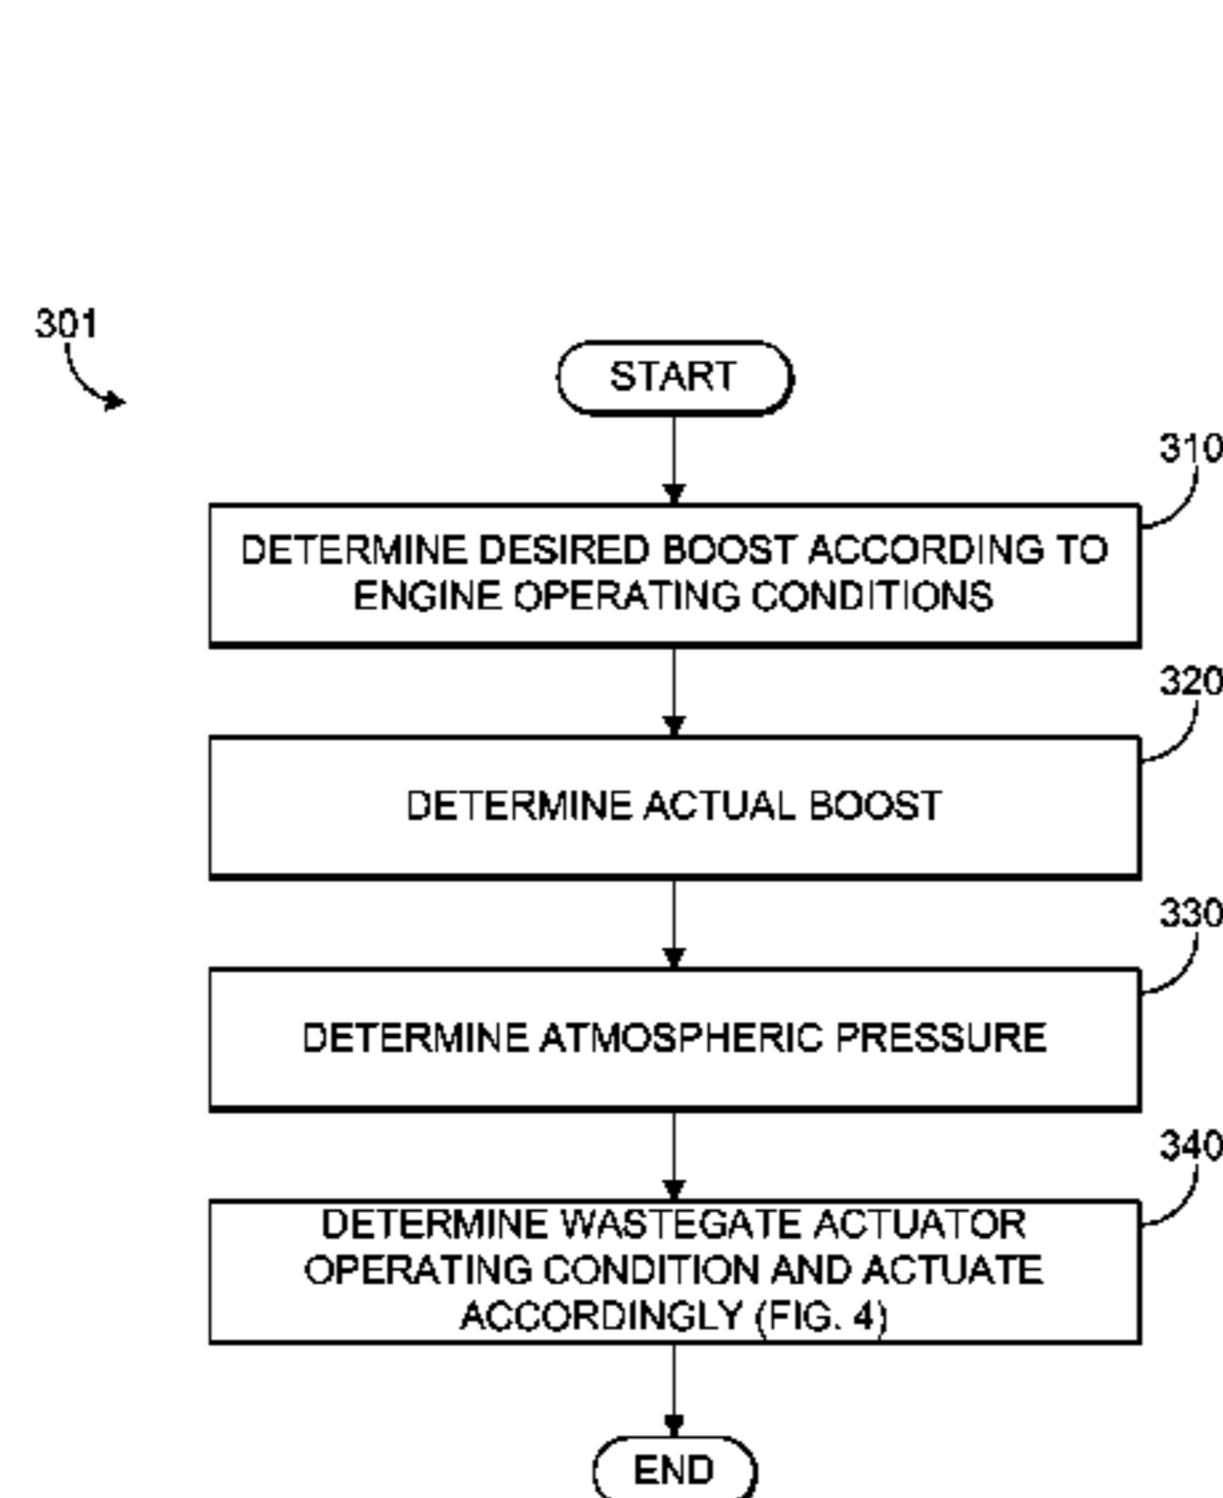 301
START
310
DETERMINE DESIRED BOOST ACCORDING TO
ENGINE OPERATING CONDITIONS
320
DETERMINE ACTUAL BOOST
330
DETERMINE ATMOSPHERIC PRESSURE
340
DETERMINE WASTEGATE ACTUATOR
OPERATING CONDITION AND ACTUATE
ACCORDINGLY (FIG. 4)
END